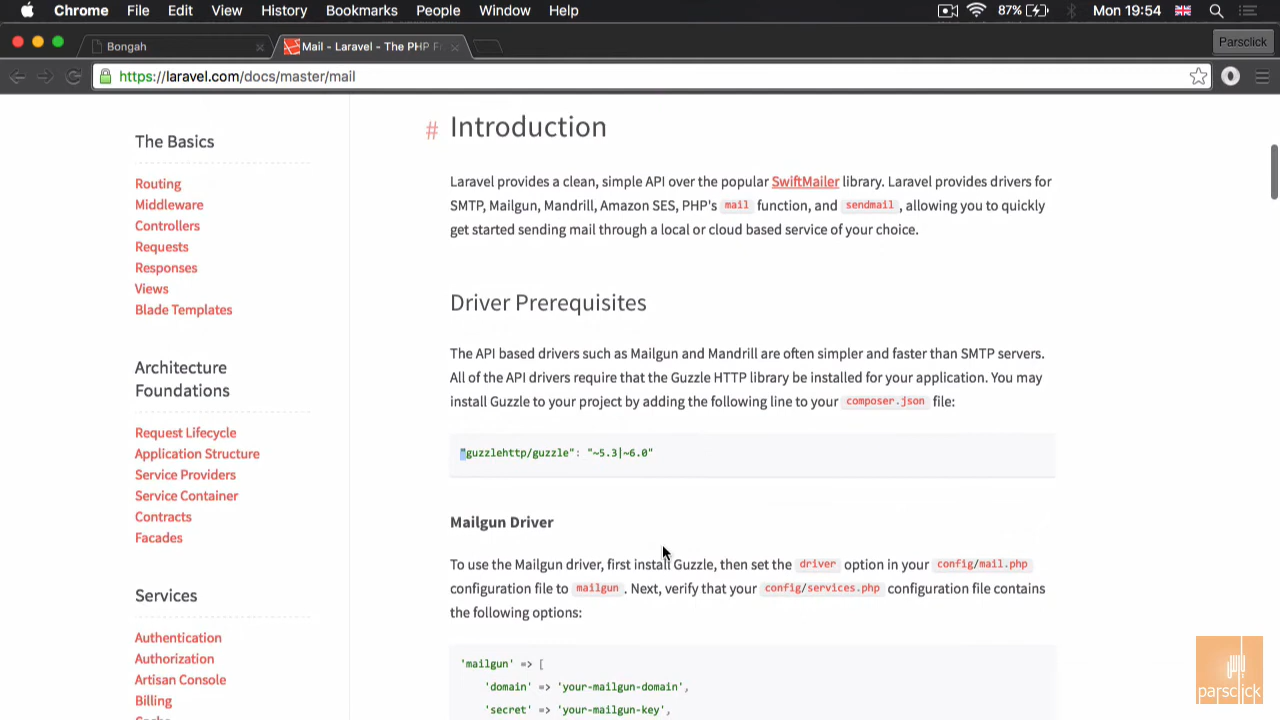 Chrome File Edit View History Bookmarks People Window Help 87% Mon 19:54
Bongah
Mail - Laravel - The PHP Fr
Parsclick
https://laravel.com/docs/master/mail
The Basics
Routing
Middleware
Controllers
Requests
Responses
Views
Blade Templates
Architecture
Foundations
Request Lifecycle
Application Structure
Service Providers
Service Container
Contracts
Facades
Services
Authentication
Authorization
Artisan Console
Billing
# Introduction
Laravel provides a clean, simple API over the popular SwiftMailer library. Laravel provides drivers for
SMTP, Mailgun, Mandrill, Amazon SES, PHP's mail function, and sendmail, allowing you to quickly
get started sending mail through a local or cloud based service of your choice.
Driver Prerequisites
The API based drivers such as Mailgun and Mandrill are often simpler and faster than SMTP servers.
All of the API drivers require that the Guzzle HTTP library be installed for your application. You may
install Guzzle to your project by adding the following line to your composer.json file:
"guzzlehttp/guzzle": "~5.3|~6.0"
Mailgun Driver
To use the Mailgun driver, first install Guzzle, then set the driver option in your config/mail.php
configuration file to mailgun. Next, verify that your config/services.php configuration file contains
the following options:
'mailgun' => [
'domain' => 'your-mailgun-domain',
'secret' => 'your-mailgun-key',
parsclick